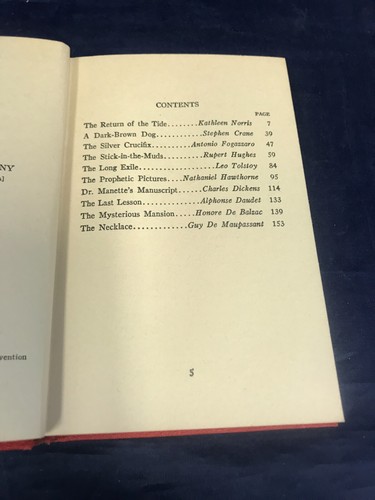 NY
CONTENTS
PAGE
The Return of the Tide........Kathleen Norris 7
A Dark-Brown Dog............Stephen Crane 39
The Silver Crucifix..........Antonio Fogazzaro 47
The Stick-in-the-Muds.........Rupert Hughes 59
The Long Exile................Leo Tolstoy 84
The Prophetic Pictures....Nathaniel Hawthorne 95
Dr. Manette's Manuscript......Charles Dickens 114
The Last Lesson..............Alphonse Daudet 133
The Mysterious Mansion......Honore De Balzac 139
The Necklace..............Guy De Maupassant 153
vention
5